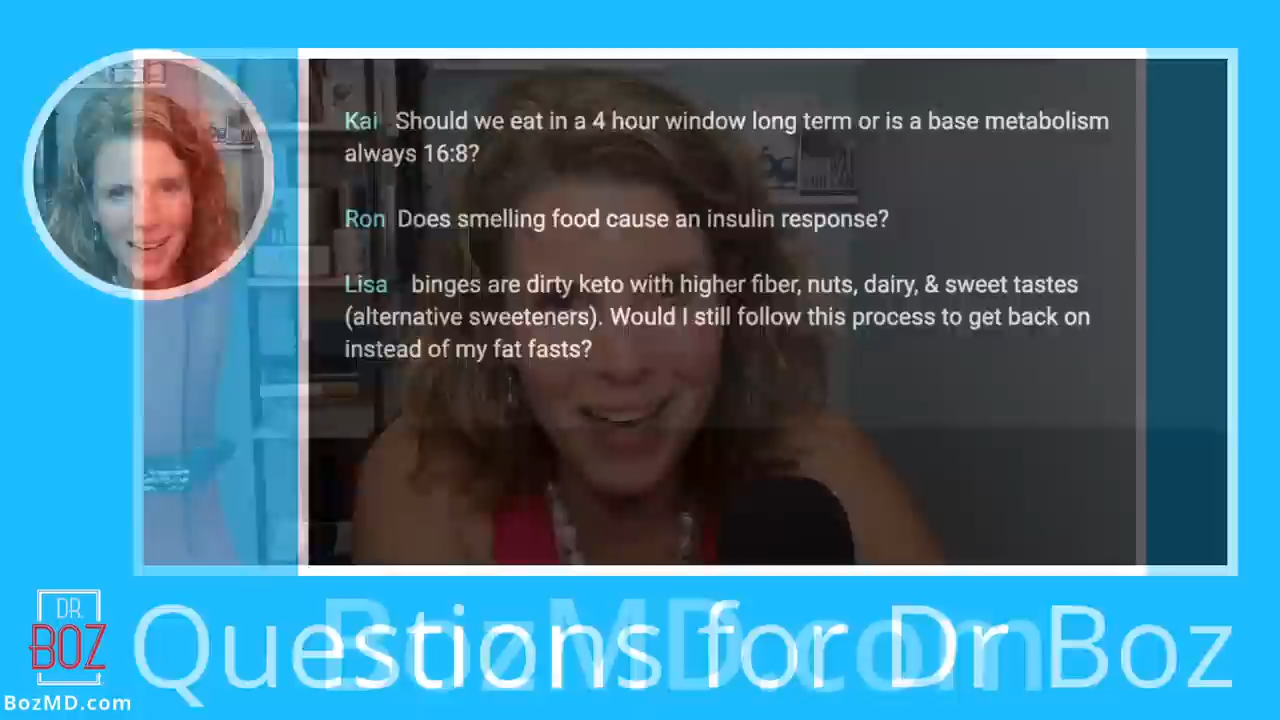 Kai Should we eat in a 4 hour window long term or is a base metabolism
always 16:8?
Ron Does smelling food cause an insulin response?
Lisa binges are dirty keto with higher fiber, nuts, dairy, & sweet tastes
(alternative sweeteners). Would I still follow this process to get back on
instead of my fat fasts?
DR.
BOZ
BozMD.com
Questions for Dr Boz
BozMD.com